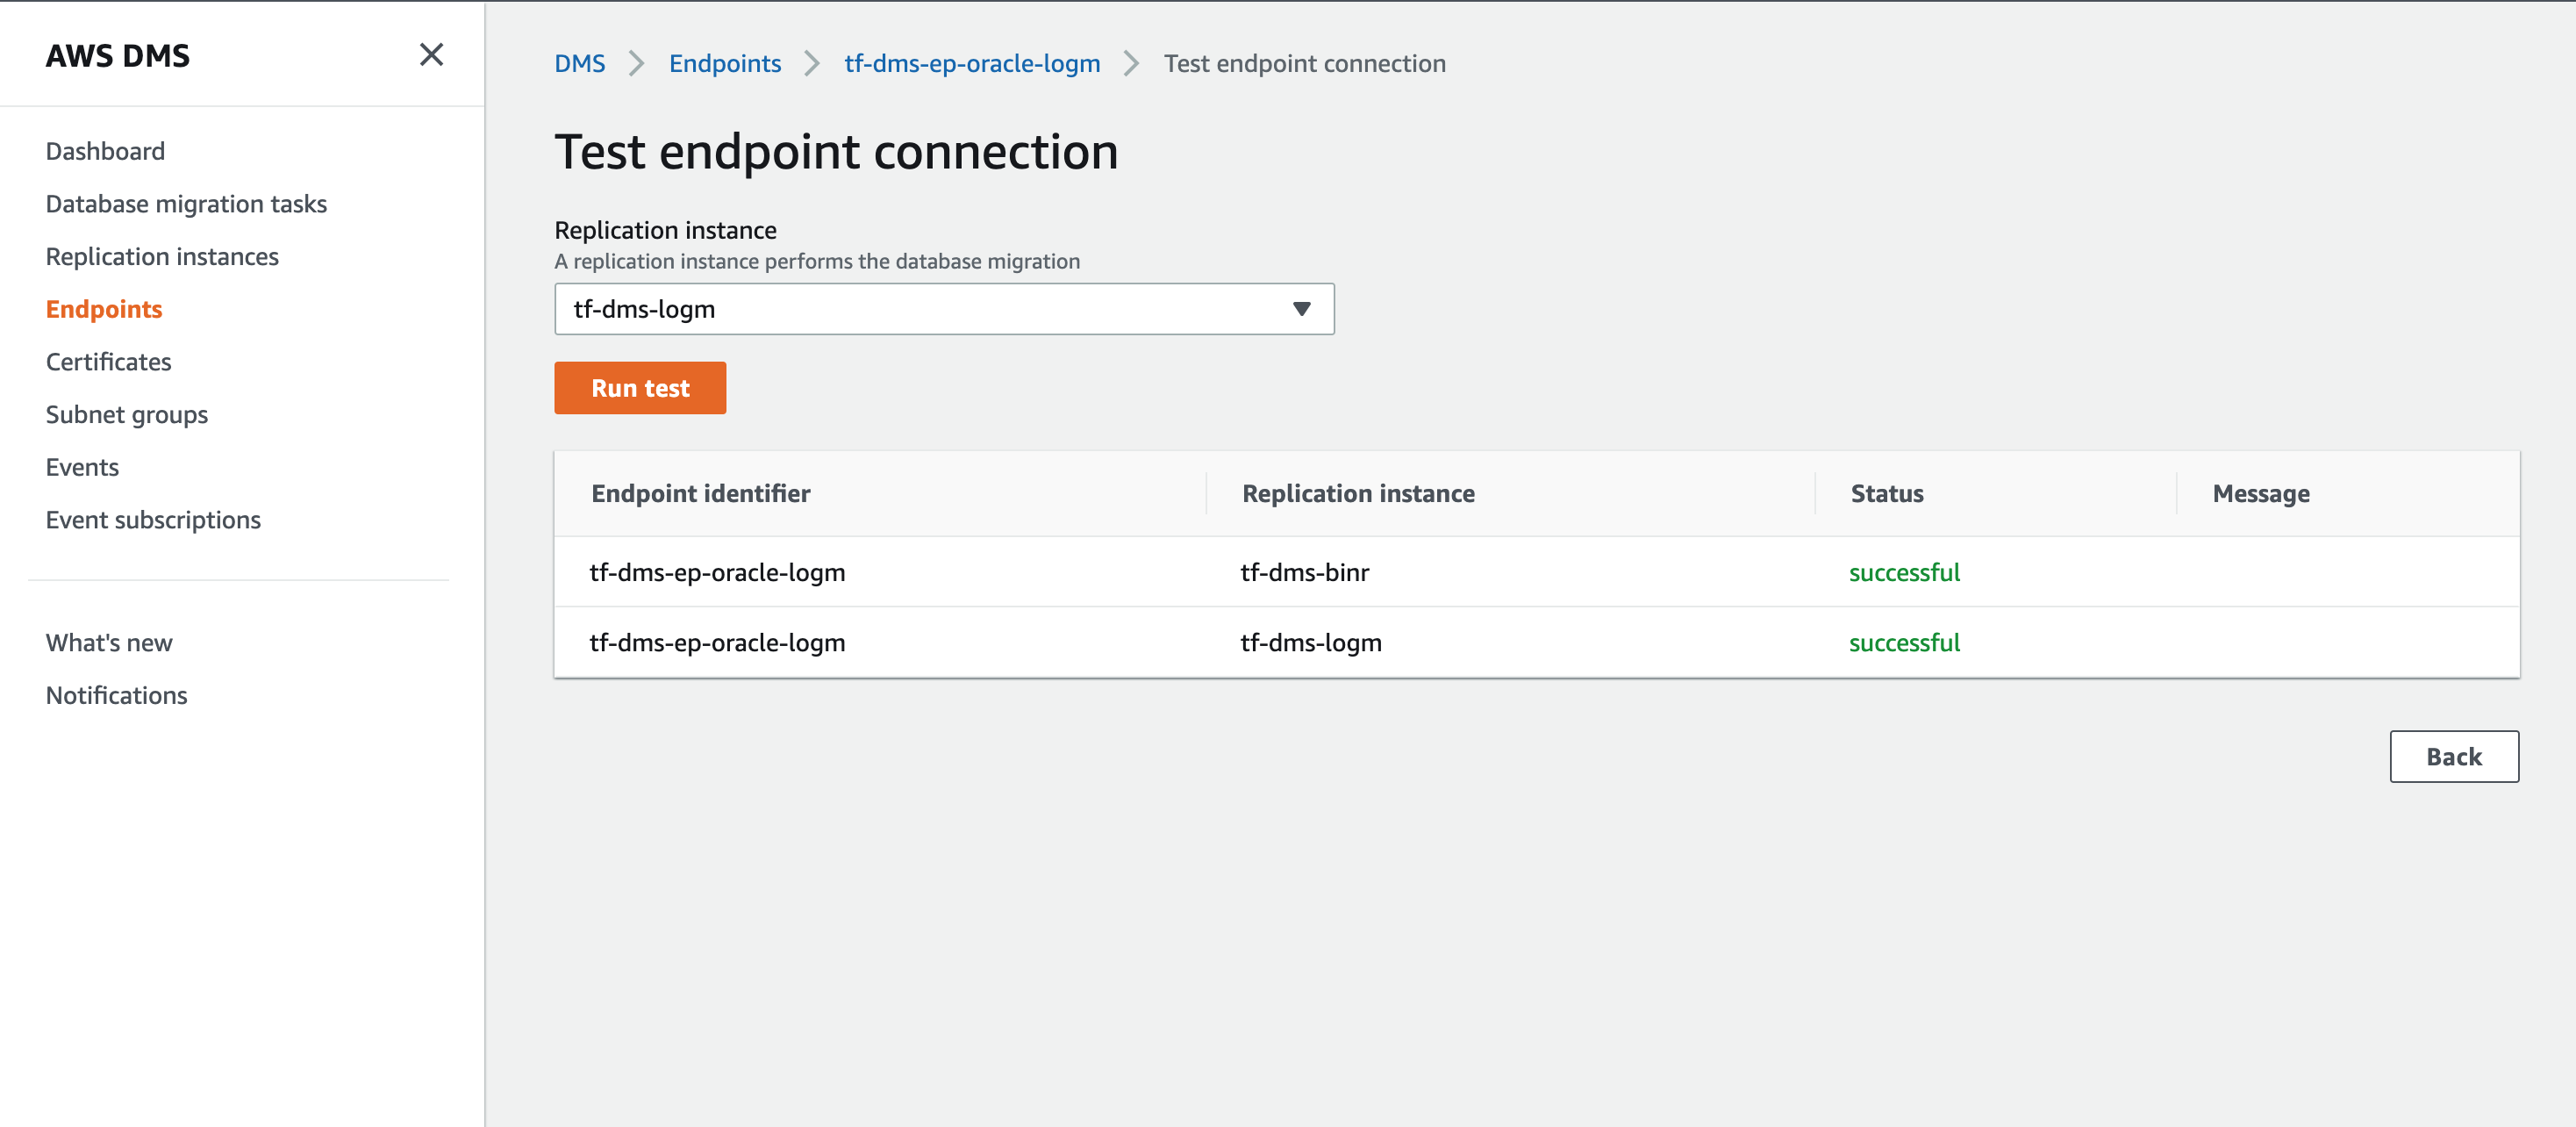 AWS DMS
Dashboard
Database migration tasks
Replication instances
Endpoints
Certificates
Subnet groups
Events
Event subscriptions
What's new
Notifications
DMS Endpoints tf-dms-ep-oracle-logm Test endpoint connection
Test endpoint connection
Replication instance
A replication instance performs the database migration
tf-dms-logm
Run test
Endpoint identifier Replication instance Status Message
tf-dms-ep-oracle-logm tf-dms-binr successful
tf-dms-ep-oracle-logm tf-dms-logm successful
Back